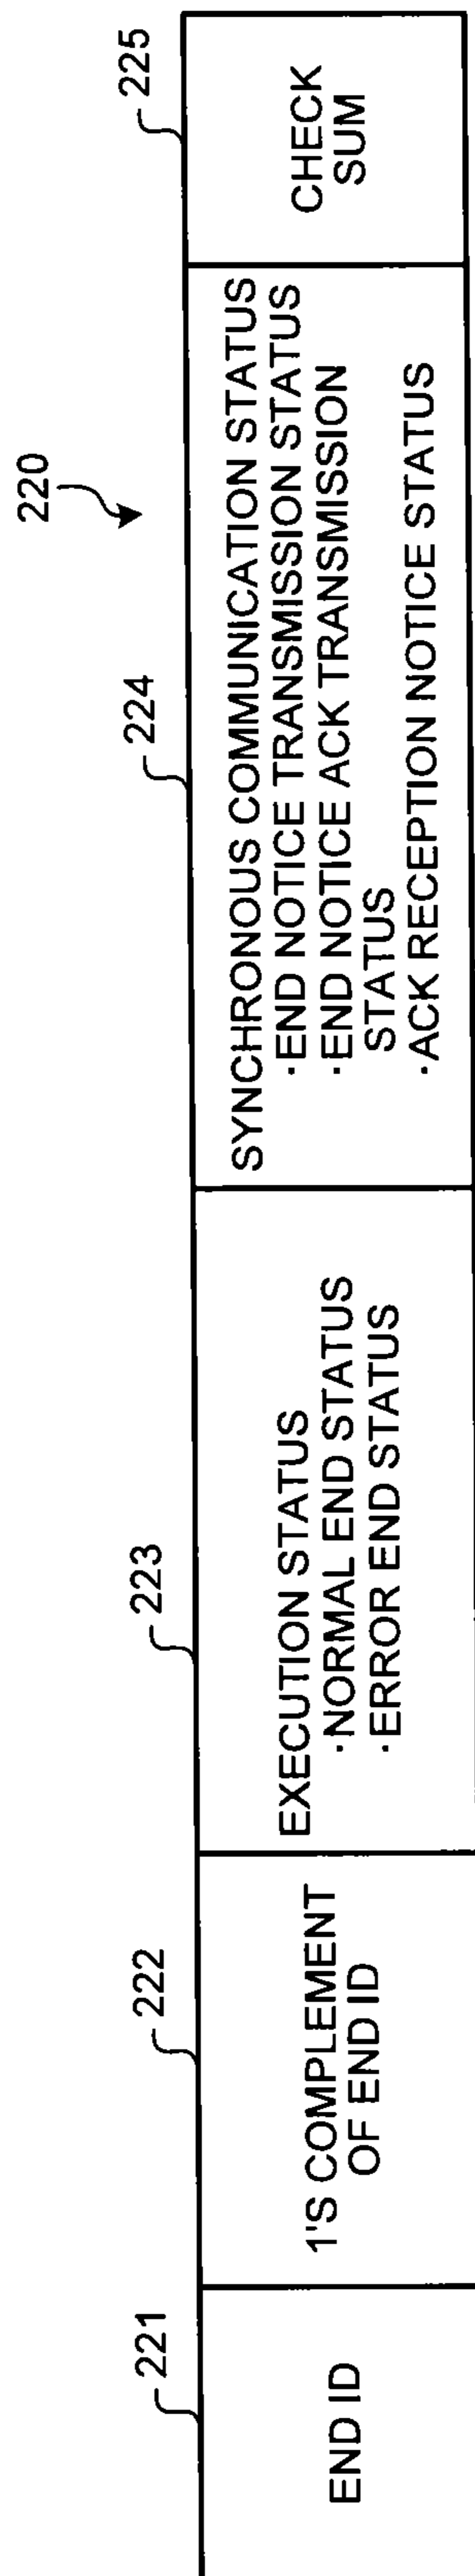 220
221
END ID
222
1'S COMPLEMENT
OF END ID
223
EXECUTION STATUS
·NORMAL END STATUS
·ERROR END STATUS
224
SYNCHRONOUS COMMUNICATION STATUS
·END NOTICE TRANSMISSION STATUS
·END NOTICE ACK TRANSMISSION
STATUS
·ACK RECEPTION NOTICE STATUS
225
CHECK
SUM